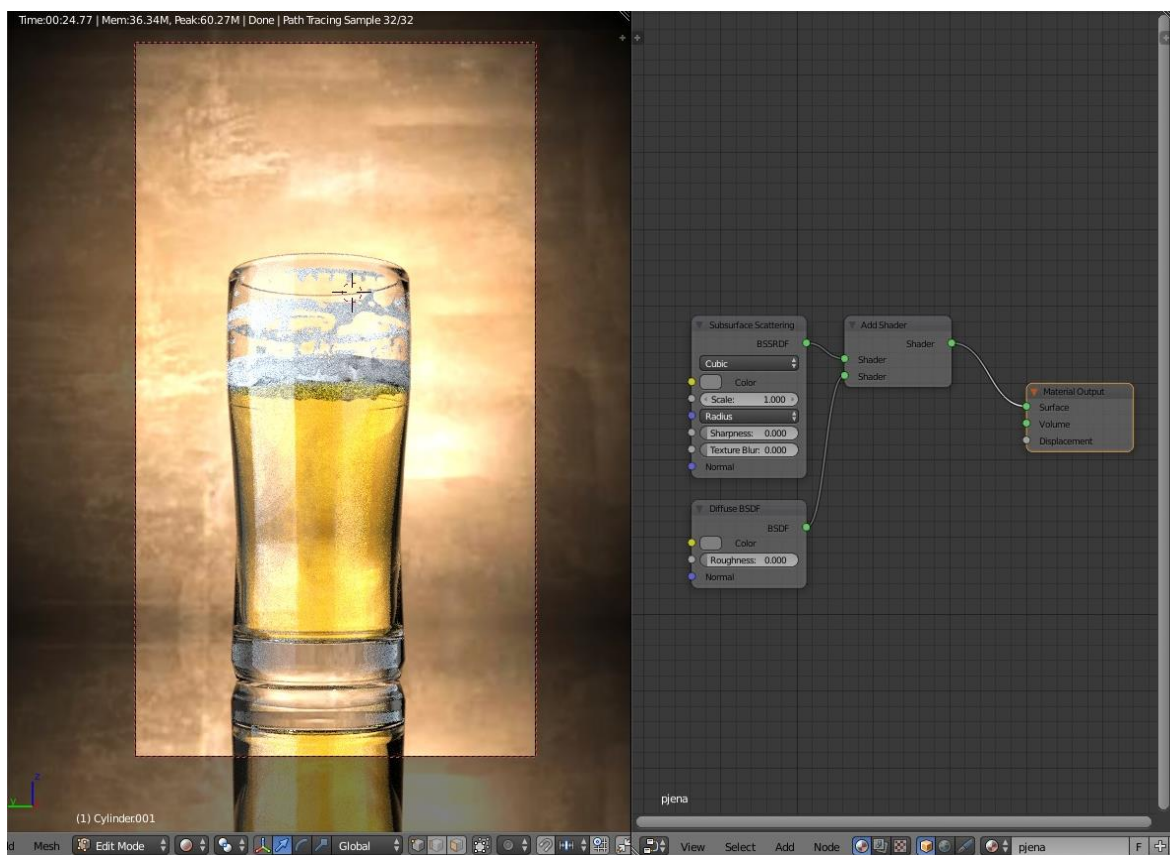 Time:00:24.77 | Mem:36.34M, Peak:60.27M | Done | Path Tracing Sample 32/32
Subsurface Scattering
BSSRDF
Cubic
Color
Scale: 1.000
Radius
Sharpness: 0.000
Texture Blur: 0.000
Normal
Add Shader
Shader
Shader
Shader
Material Output
Surface
Volume
Displacement
Diffuse BSDF
BSDF
Color
Roughness: 0.000
Normal
z
y
(1) Cylinder.001
pjena
Mesh Edit Mode Global
View Select Add Node pjena F